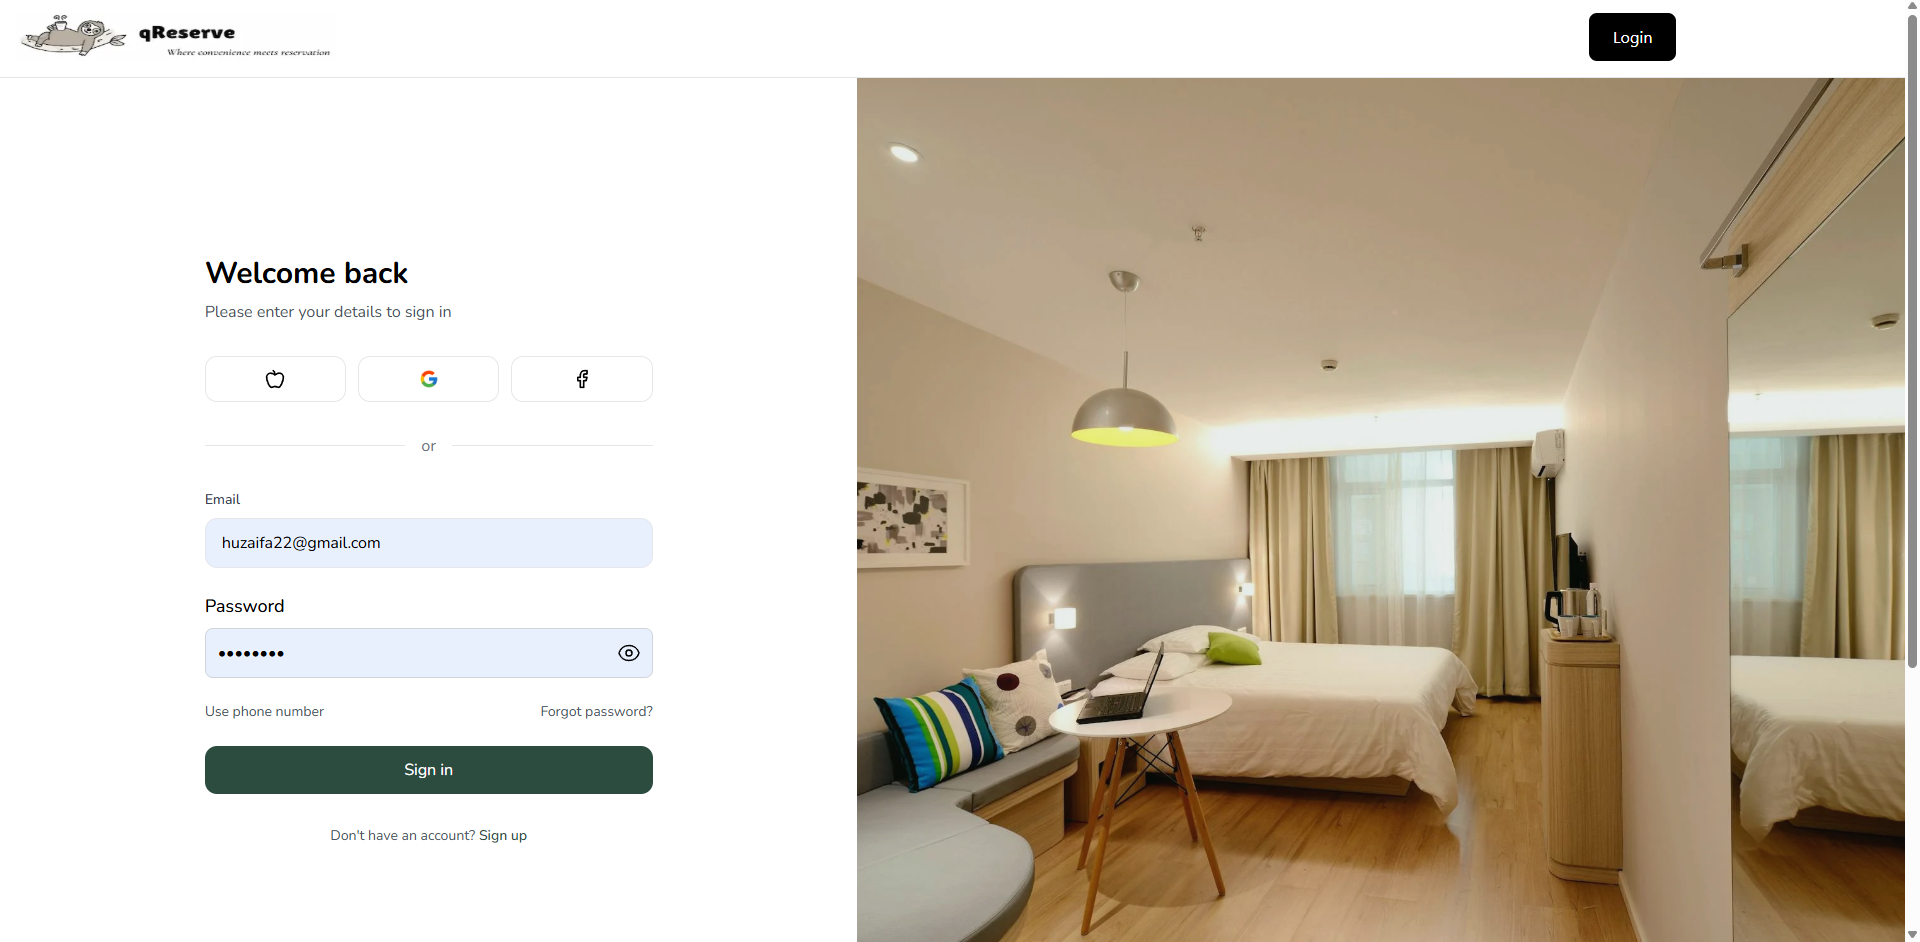 qReserve
Where convenience meets reservation
Login
Welcome back
Please enter your details to sign in
or
Email
huzaifa22@gmail.com
Password
••••••••
Use phone number
Forgot password?
Sign in
Don't have an account? Sign up